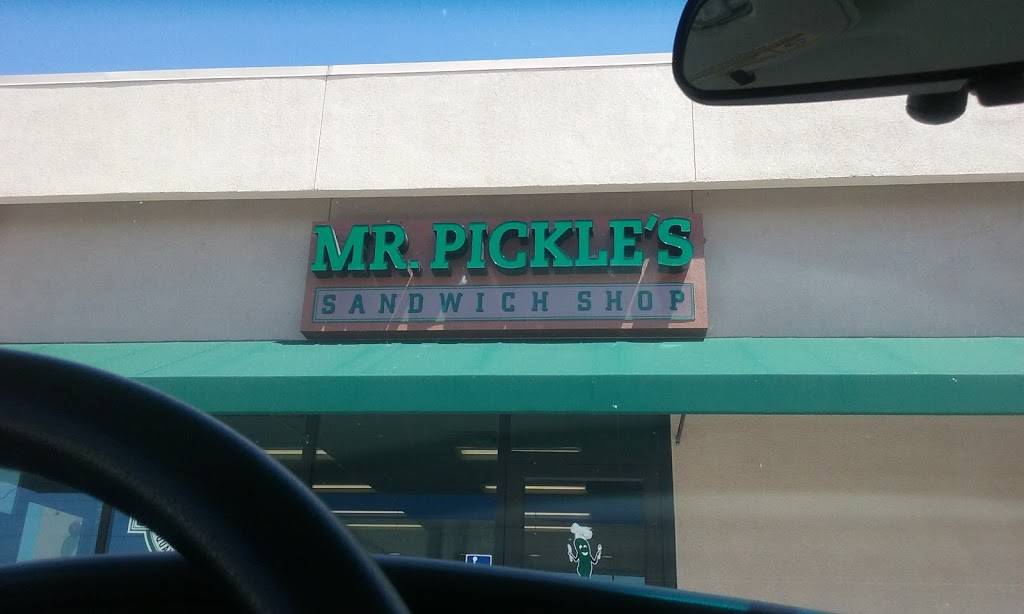 MR. PICKLE'S
SANDWICH SHOP